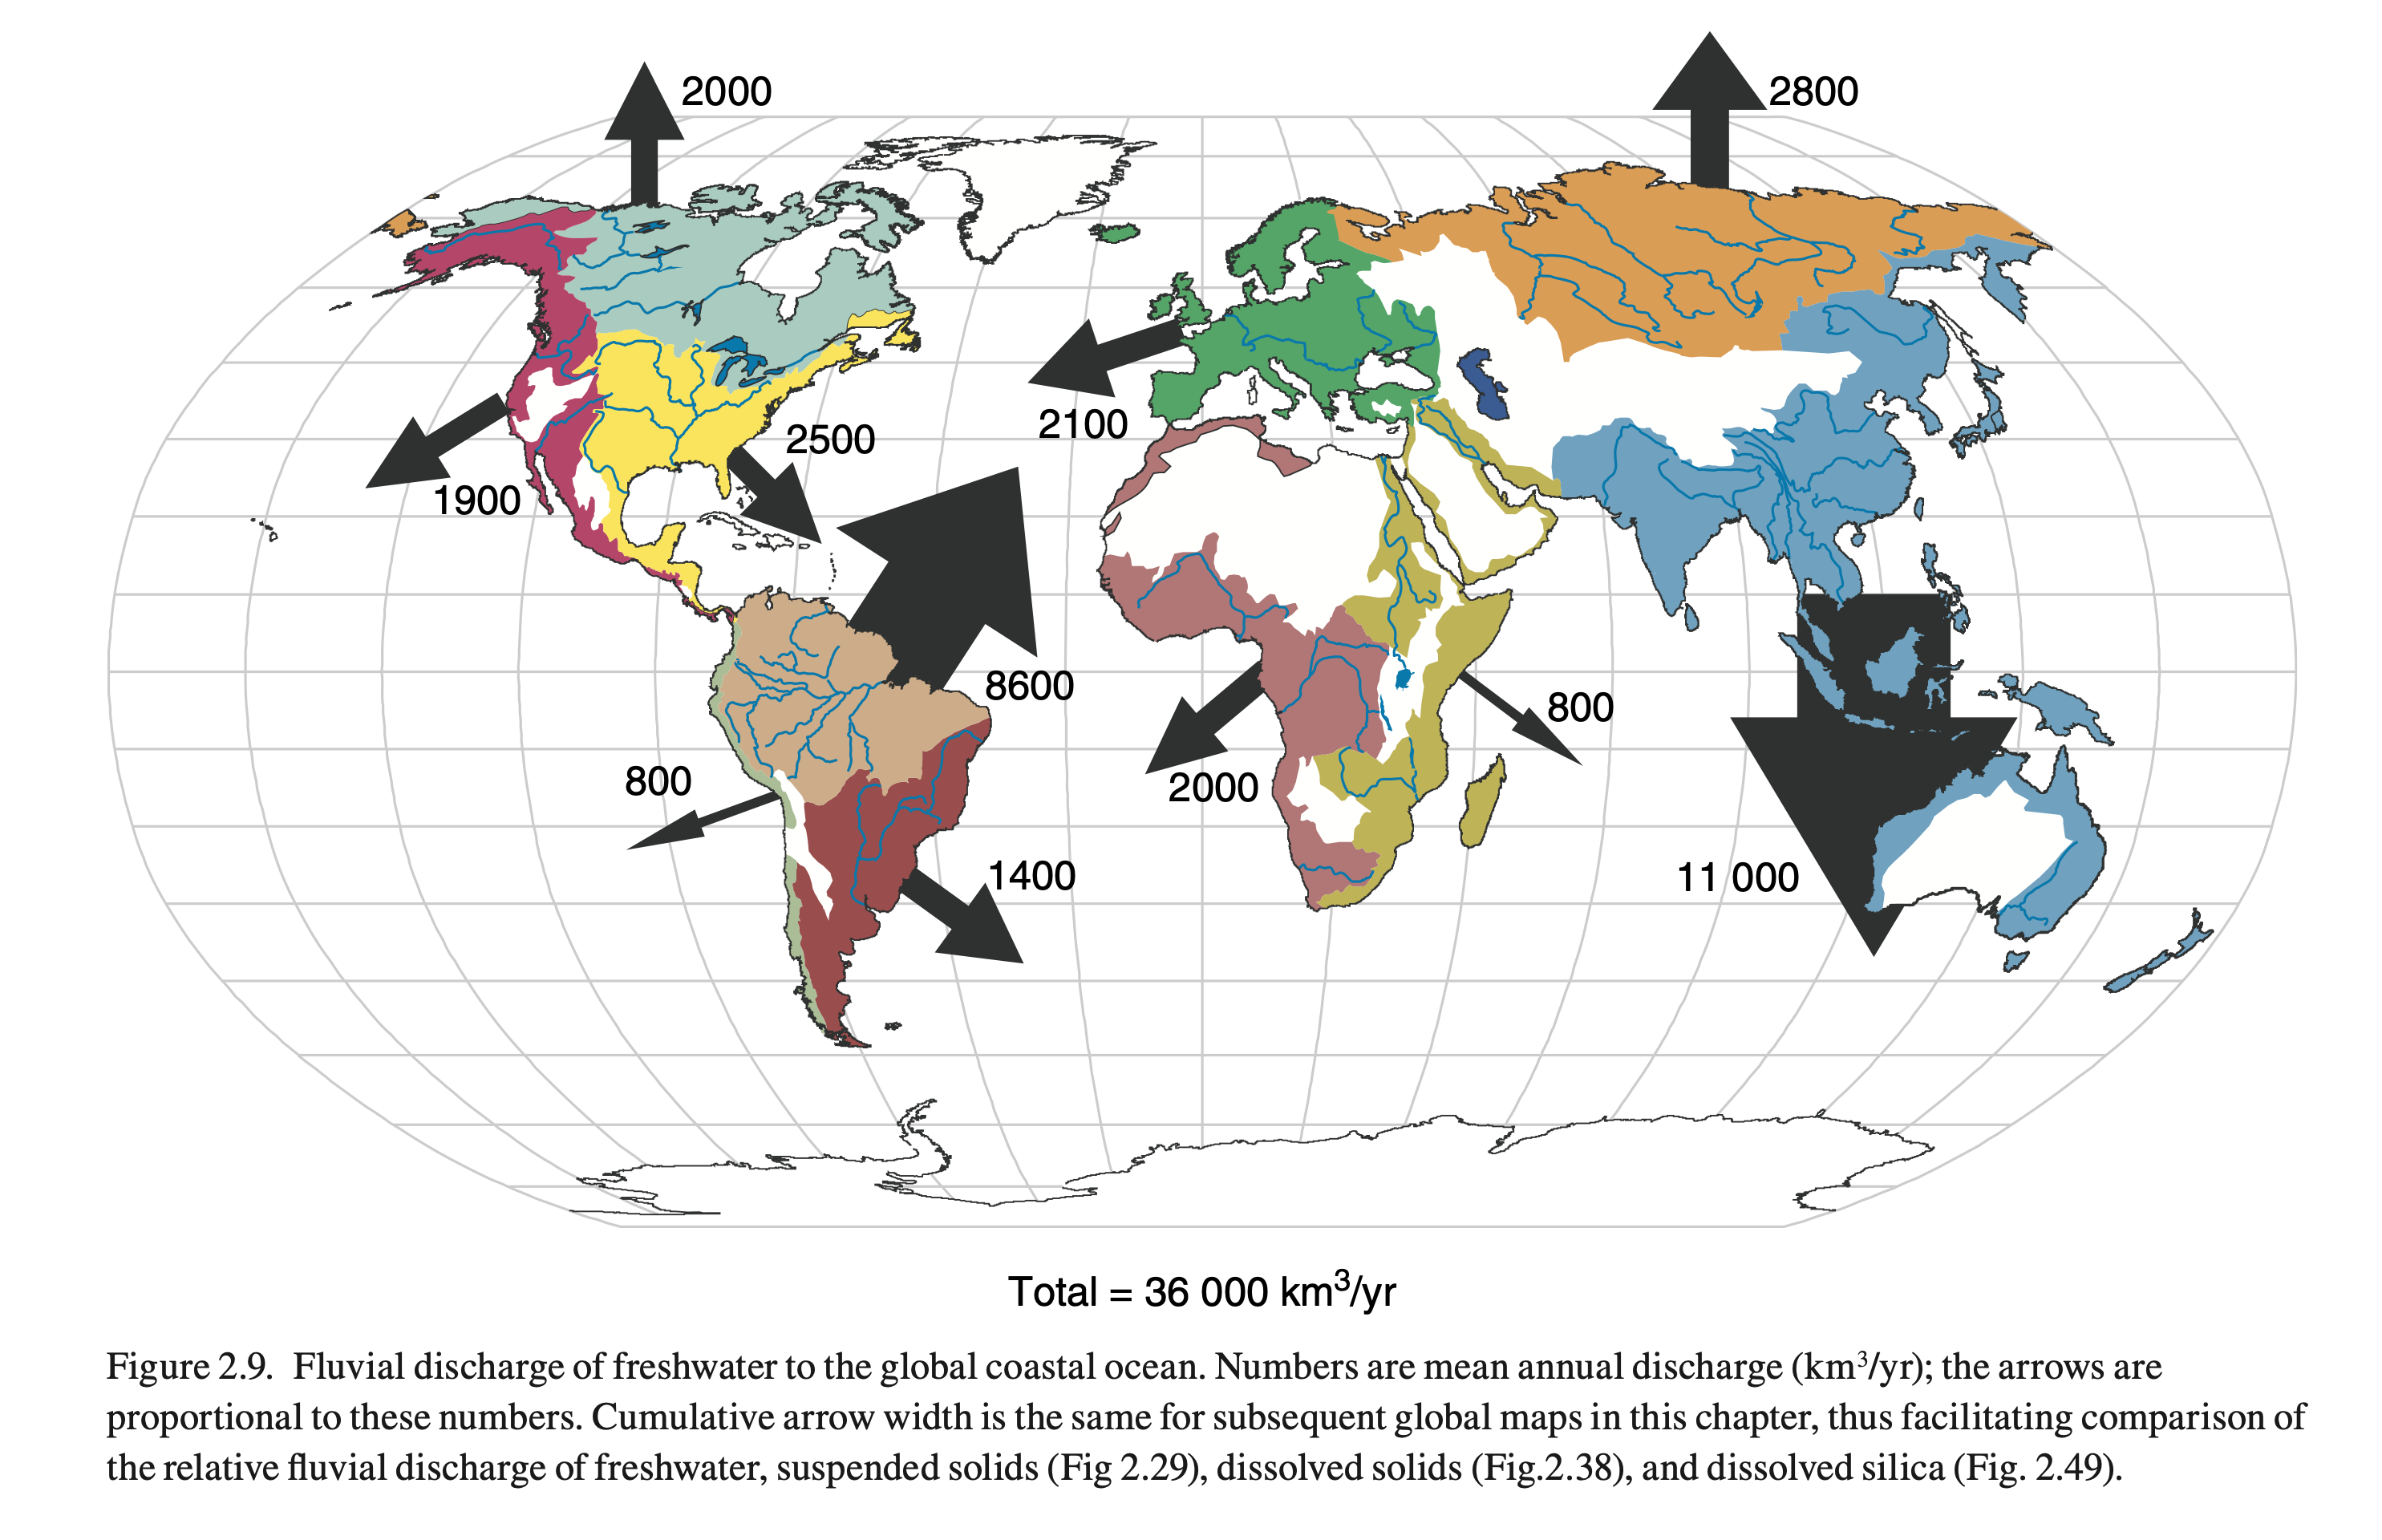 2000
2800
2100
2500
1900
8600
800
800
2000
1400
11 000
Total = 36 000 km³/yr
Figure 2.9. Fluvial discharge of freshwater to the global coastal ocean. Numbers are mean annual discharge (km³/yr); the arrows are
proportional to these numbers. Cumulative arrow width is the same for subsequent global maps in this chapter, thus facilitating comparison of
the relative fluvial discharge of freshwater, suspended solids (Fig 2.29), dissolved solids (Fig.2.38), and dissolved silica (Fig. 2.49).